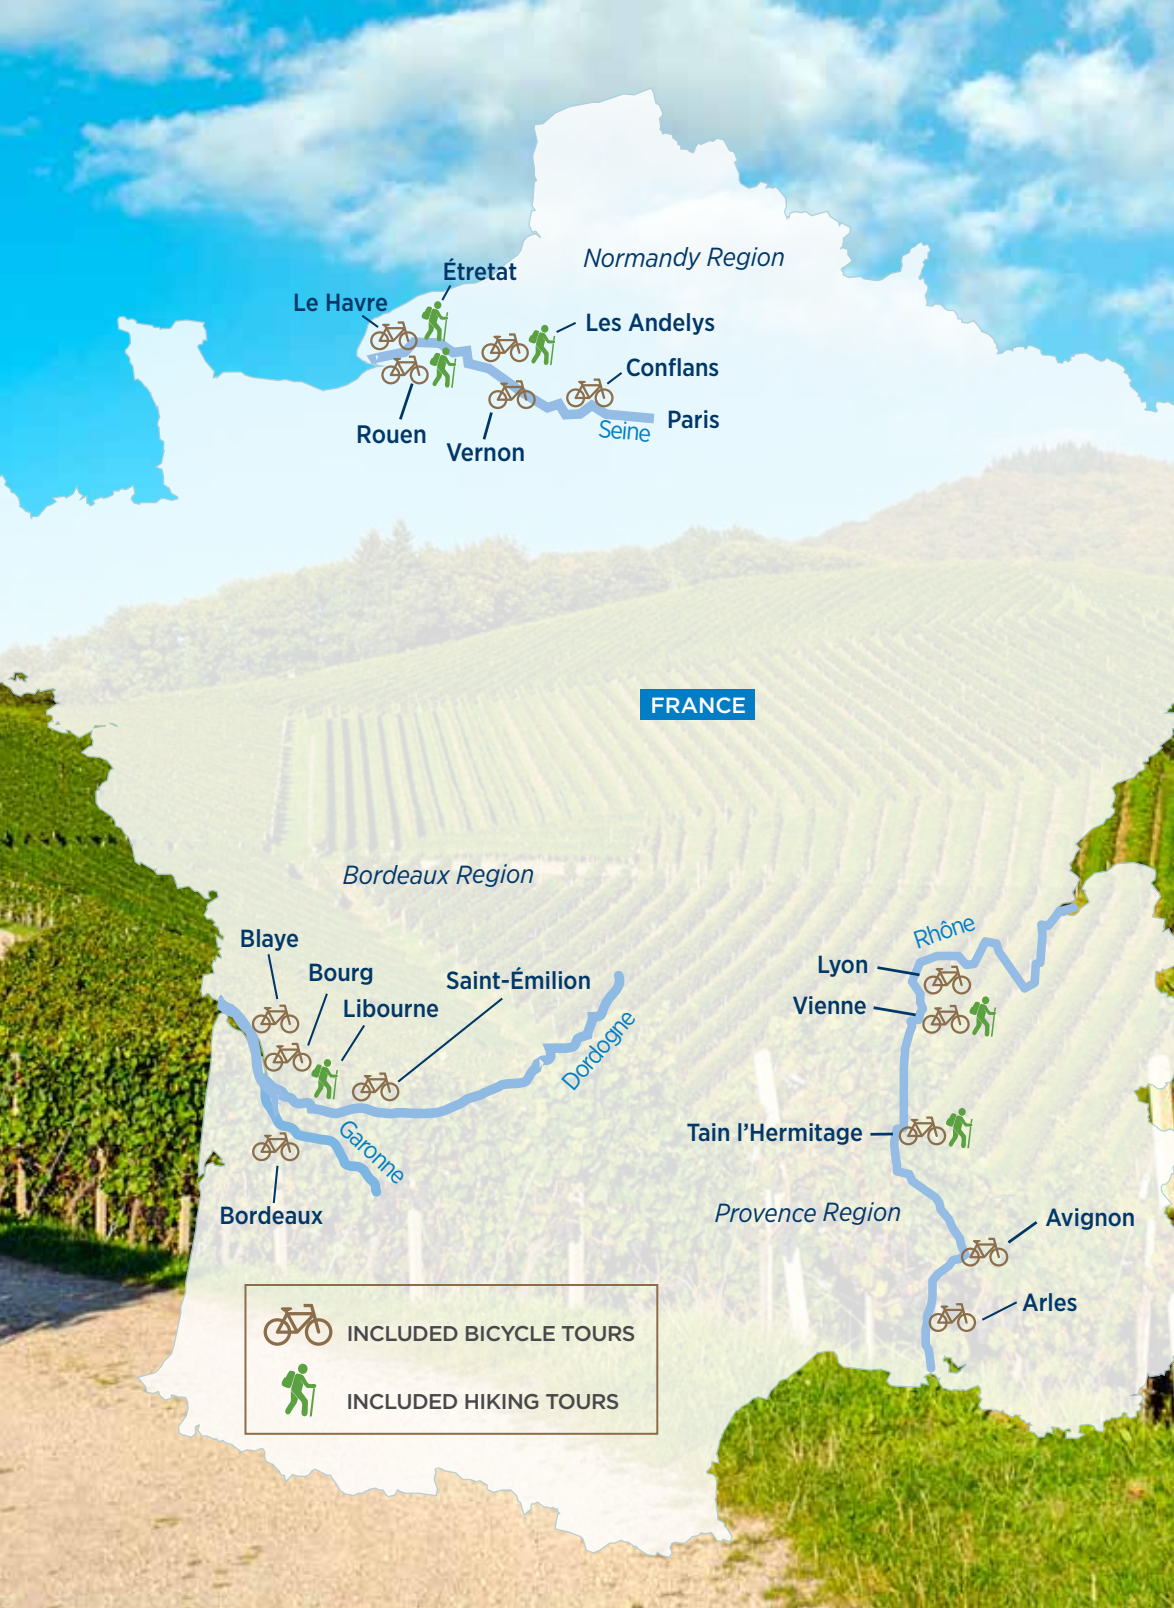 Normandy Region
Étretat
Le Havre
Les Andelys
Conflans
Paris
Seine
Rouen
Vernon
FRANCE
Bordeaux Region
Blaye
Bourg
Saint-Émilion
Libourne
Dordogne
Garonne
Bordeaux
Rhône
Lyon
Vienne
Tain l’Hermitage
Provence Region
Avignon
Arles
INCLUDED BICYCLE TOURS
INCLUDED HIKING TOURS